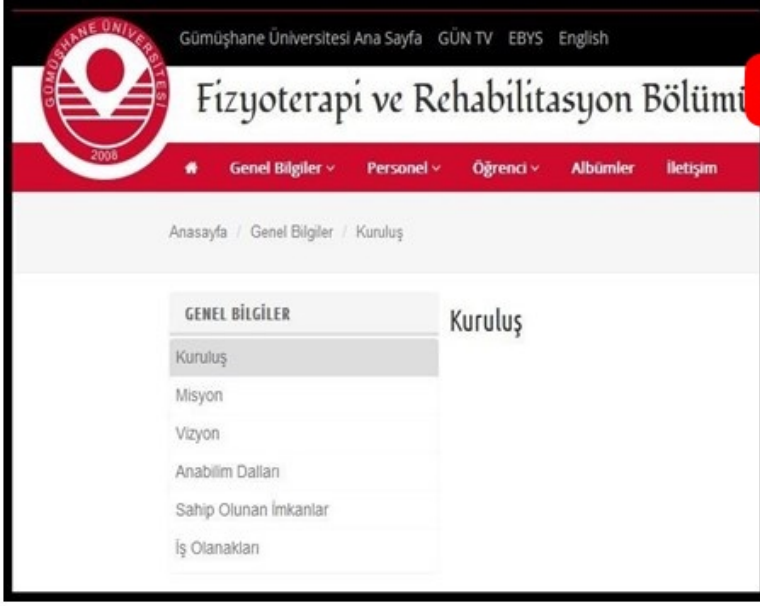 GÜMÜŞHANE ÜNİVERSİTESİ
2008
Gümüşhane Üniversitesi Ana Sayfa GÜN TV EBYS English
Fizyoterapi ve Rehabilitasyon Bölümü
Genel Bilgiler Personel Öğrenci Albümler İletişim
Anasayfa / Genel Bilgiler / Kuruluş
GENEL BİLGİLER
Kuruluş
Misyon
Vizyon
Anabilim Dalları
Sahip Olunan İmkanlar
İş Olanakları
Kuruluş